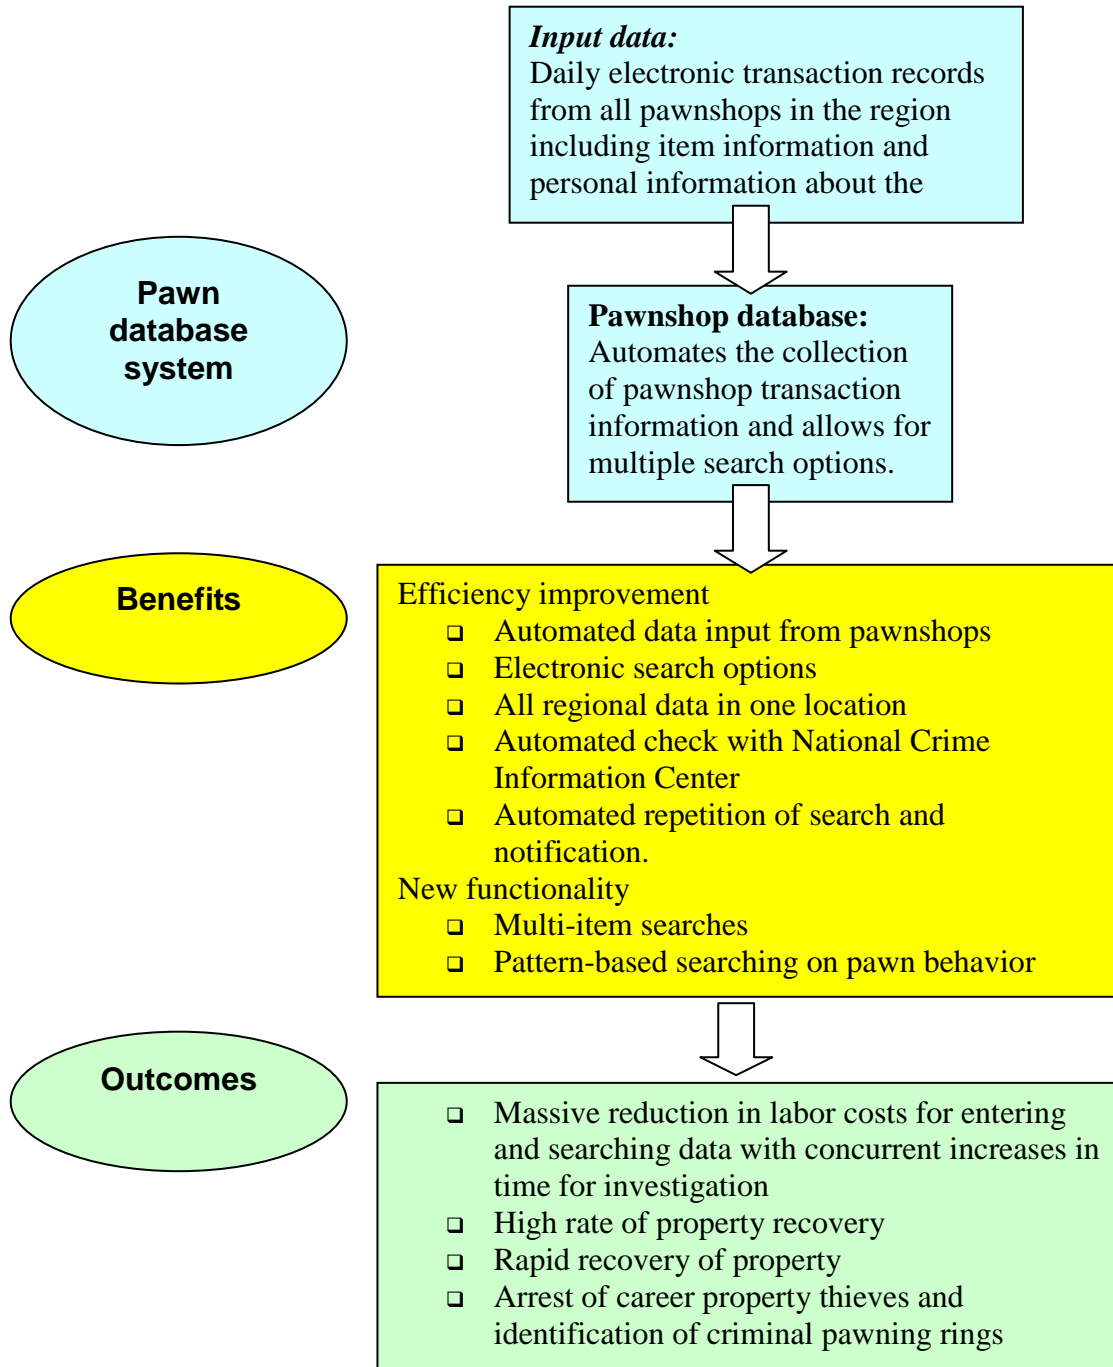 Input data:
Daily electronic transaction records
from all pawnshops in the region
including item information and
personal information about the
Pawn
database
system
Pawnshop database:
Automates the collection
of pawnshop transaction
information and allows for
multiple search options.
Benefits
Efficiency improvement
❑ Automated data input from pawnshops
❑ Electronic search options
❑ All regional data in one location
❑ Automated check with National Crime
Information Center
❑ Automated repetition of search and
notification.
New functionality
❑ Multi-item searches
❑ Pattern-based searching on pawn behavior
Outcomes
❑ Massive reduction in labor costs for entering
and searching data with concurrent increases in
time for investigation
❑ High rate of property recovery
❑ Rapid recovery of property
❑ Arrest of career property thieves and
identification of criminal pawning rings